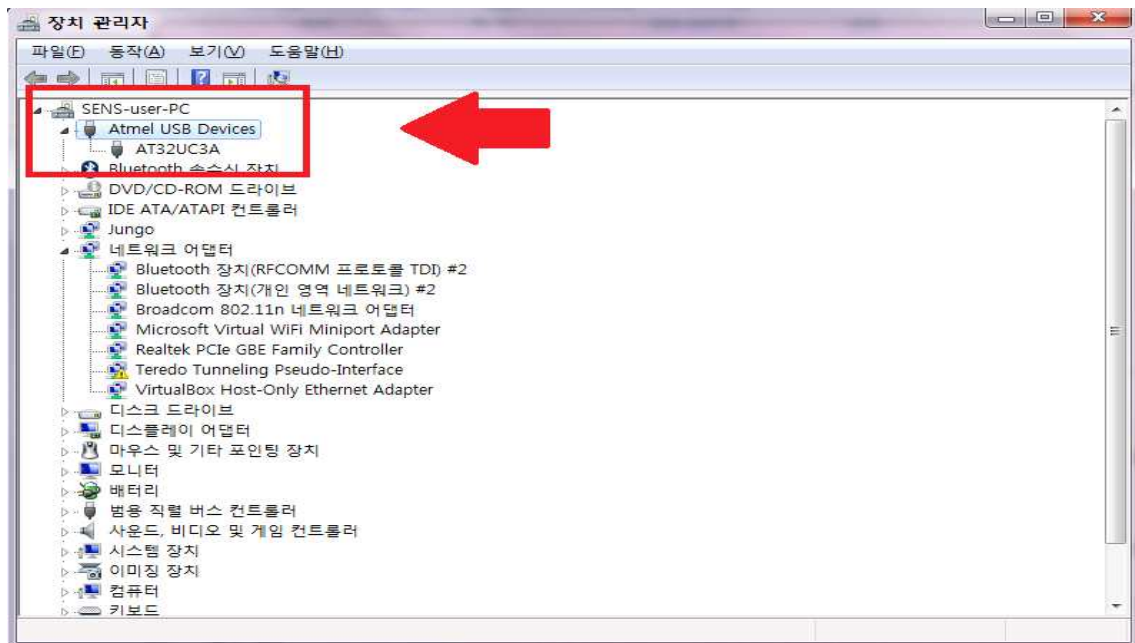 장치 관리자
파일(F) 동작(A) 보기(V) 도움말(H)
SENS-user-PC
Atmel USB Devices
AT32UC3A
Bluetooth 송수신 장치
DVD/CD-ROM 드라이브
IDE ATA/ATAPI 컨트롤러
Jungo
네트워크 어댑터
Bluetooth 장치(RFCOMM 프로토콜 TDI) #2
Bluetooth 장치(개인 영역 네트워크) #2
Broadcom 802.11n 네트워크 어댑터
Microsoft Virtual WiFi Miniport Adapter
Realtek PCIe GBE Family Controller
Teredo Tunneling Pseudo-Interface
VirtualBox Host-Only Ethernet Adapter
디스크 드라이브
디스플레이 어댑터
마우스 및 기타 포인팅 장치
모니터
배터리
범용 직렬 버스 컨트롤러
사운드, 비디오 및 게임 컨트롤러
시스템 장치
이미징 장치
컴퓨터
키보드